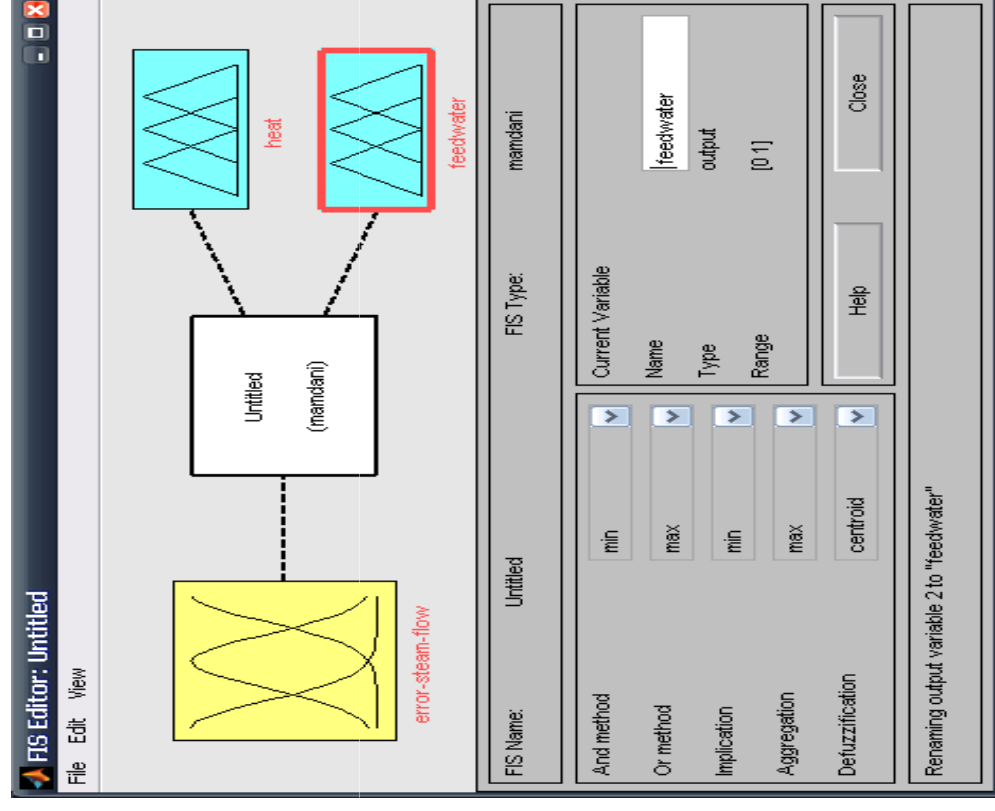 FIS Editor: Untitled
File Edit View
heat
Untitled
(mamdani)
error-steam-flow
feedwater
FIS Name: Untitled FIS Type: mamdani
And method min
Or method max
Implication min
Aggregation max
Defuzzification centroid
Current Variable
Name feedwater
Type output
Range [0 1]
Help Close
Renaming output variable 2 to "feedwater"